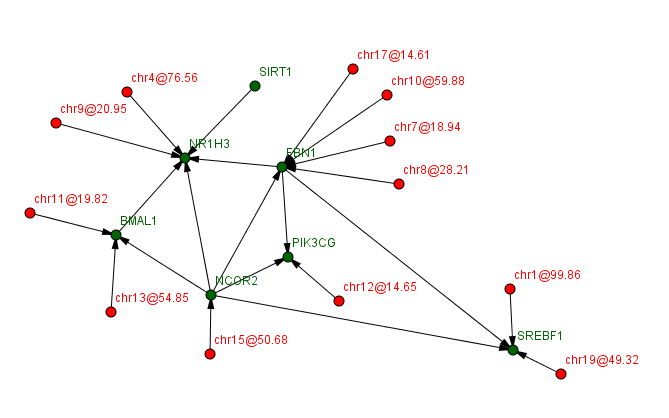 chr17@14.61
SIRT1
chr4@76.56
chr10@59.88
chr9@20.95
chr7@18.94
NR1H3
FBN1
chr8@28.21
chr11@19.82
BMAL1
PIK3CG
NCOR2
chr1@99.86
chr12@14.65
chr13@54.85
SREBF1
chr15@50.68
chr19@49.32